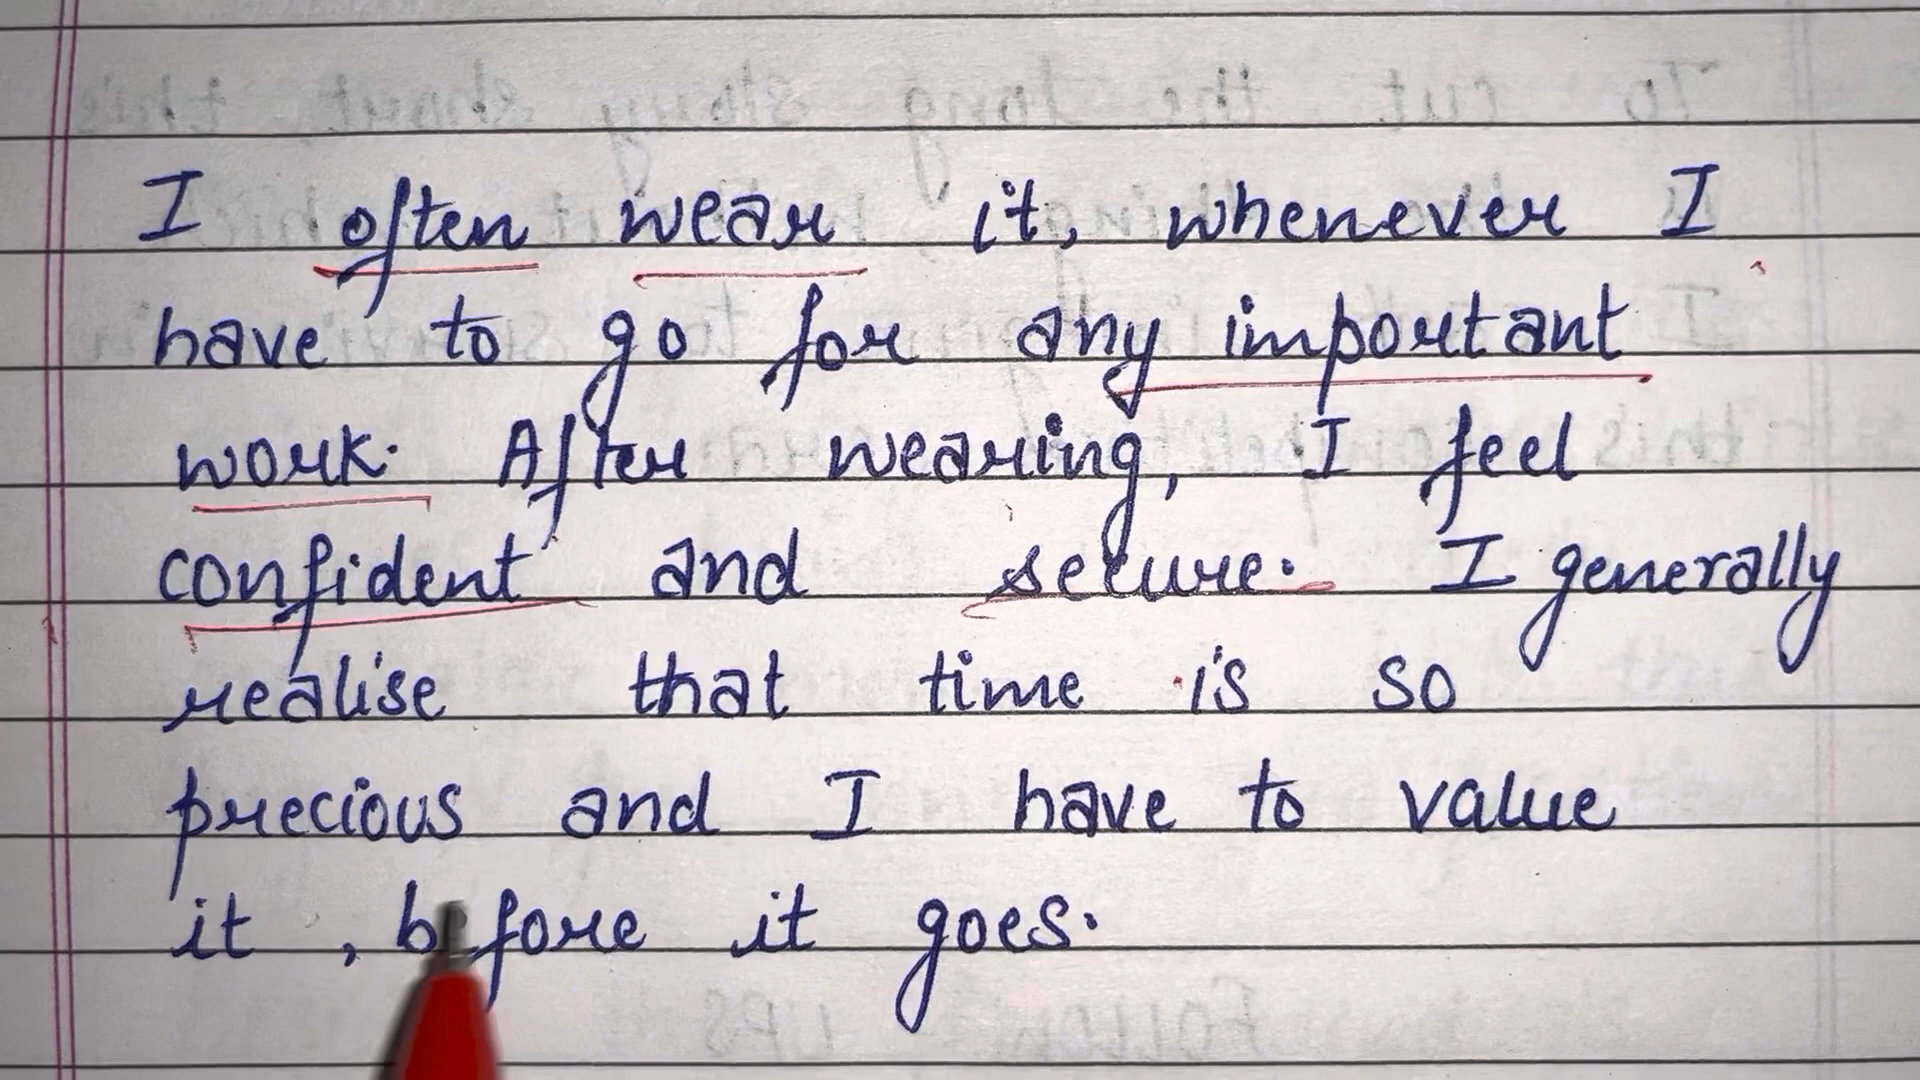 I often wear it, whenever I
have to go for any important
work. After wearing, I feel
confident and secure. I generally
realise that time is so
precious and I have to value
it, before it goes.